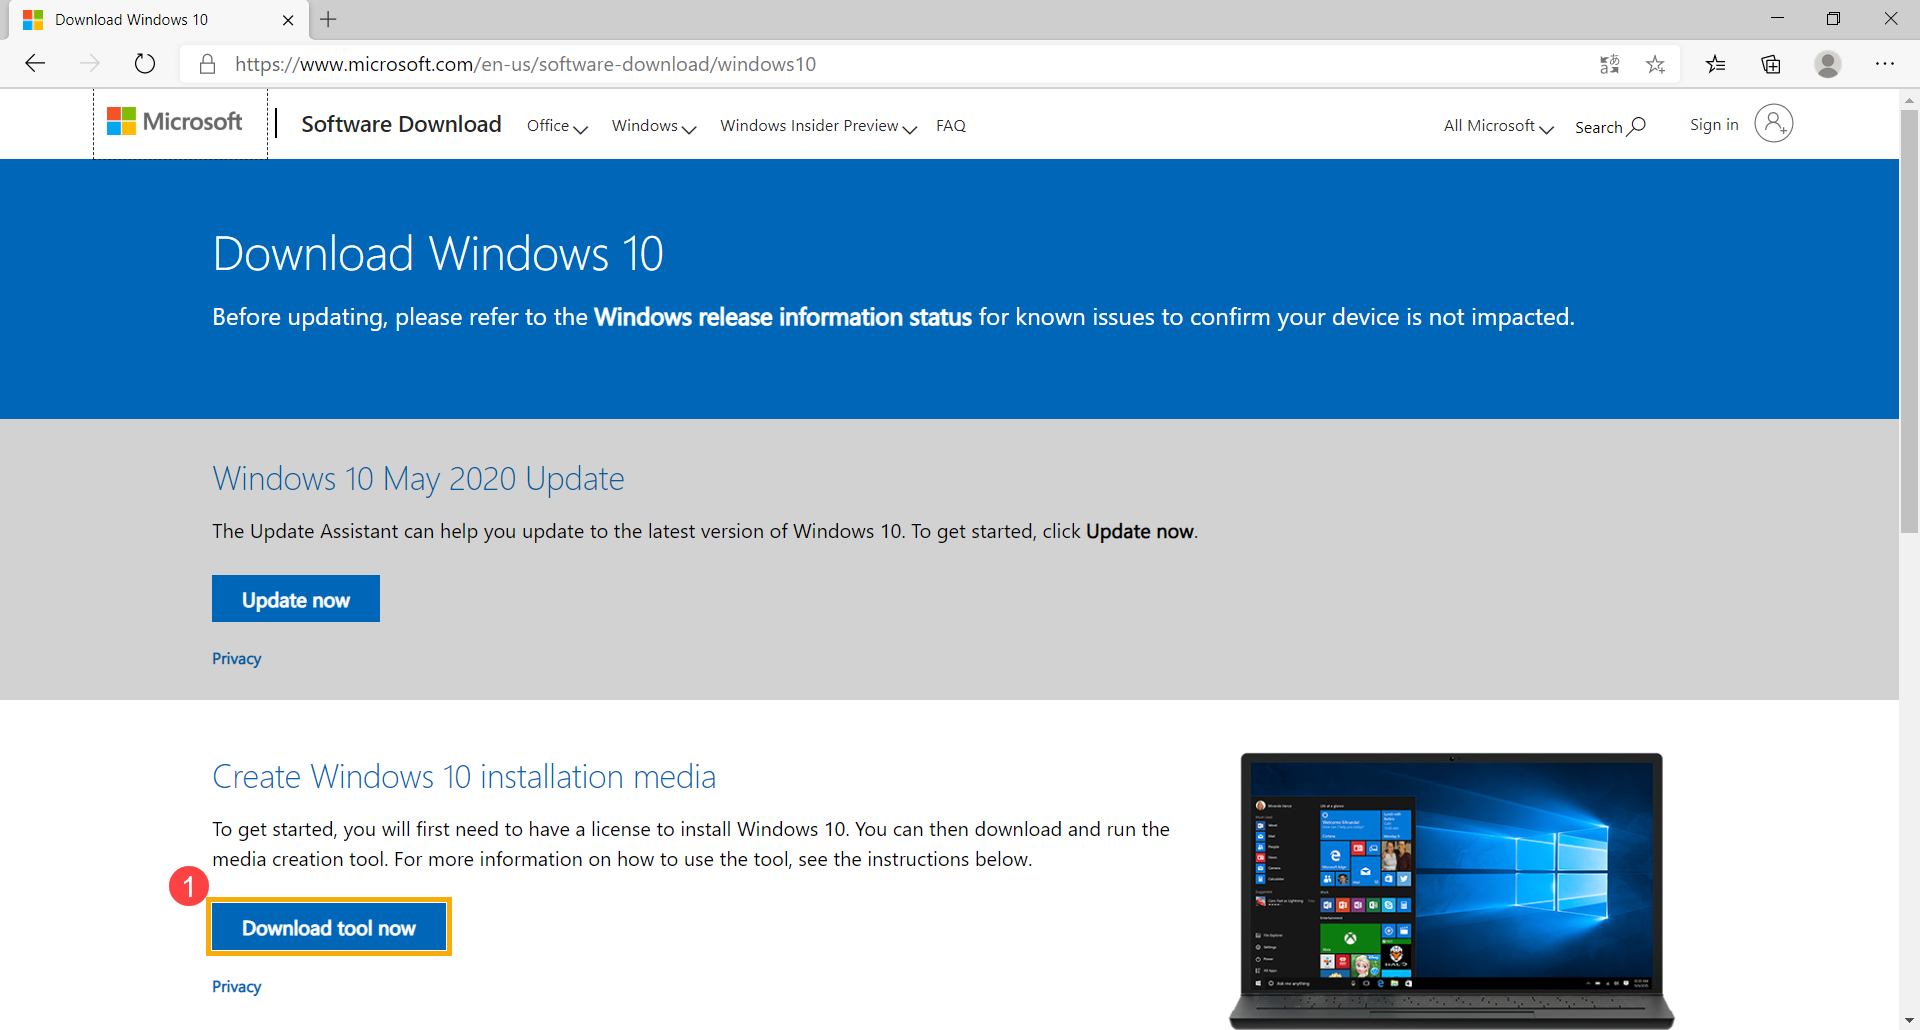 Download Windows 10
https://www.microsoft.com/en-us/software-download/windows10
Microsoft
Software Download
Office
Windows
Windows Insider Preview
FAQ
All Microsoft
Search
Sign in
Download Windows 10
Before updating, please refer to the Windows release information status for known issues to confirm your device is not impacted.
Windows 10 May 2020 Update
The Update Assistant can help you update to the latest version of Windows 10. To get started, click Update now.
Update now
Privacy
Create Windows 10 installation media
To get started, you will first need to have a license to install Windows 10. You can then download and run the
media creation tool. For more information on how to use the tool, see the instructions below.
1
Download tool now
Privacy